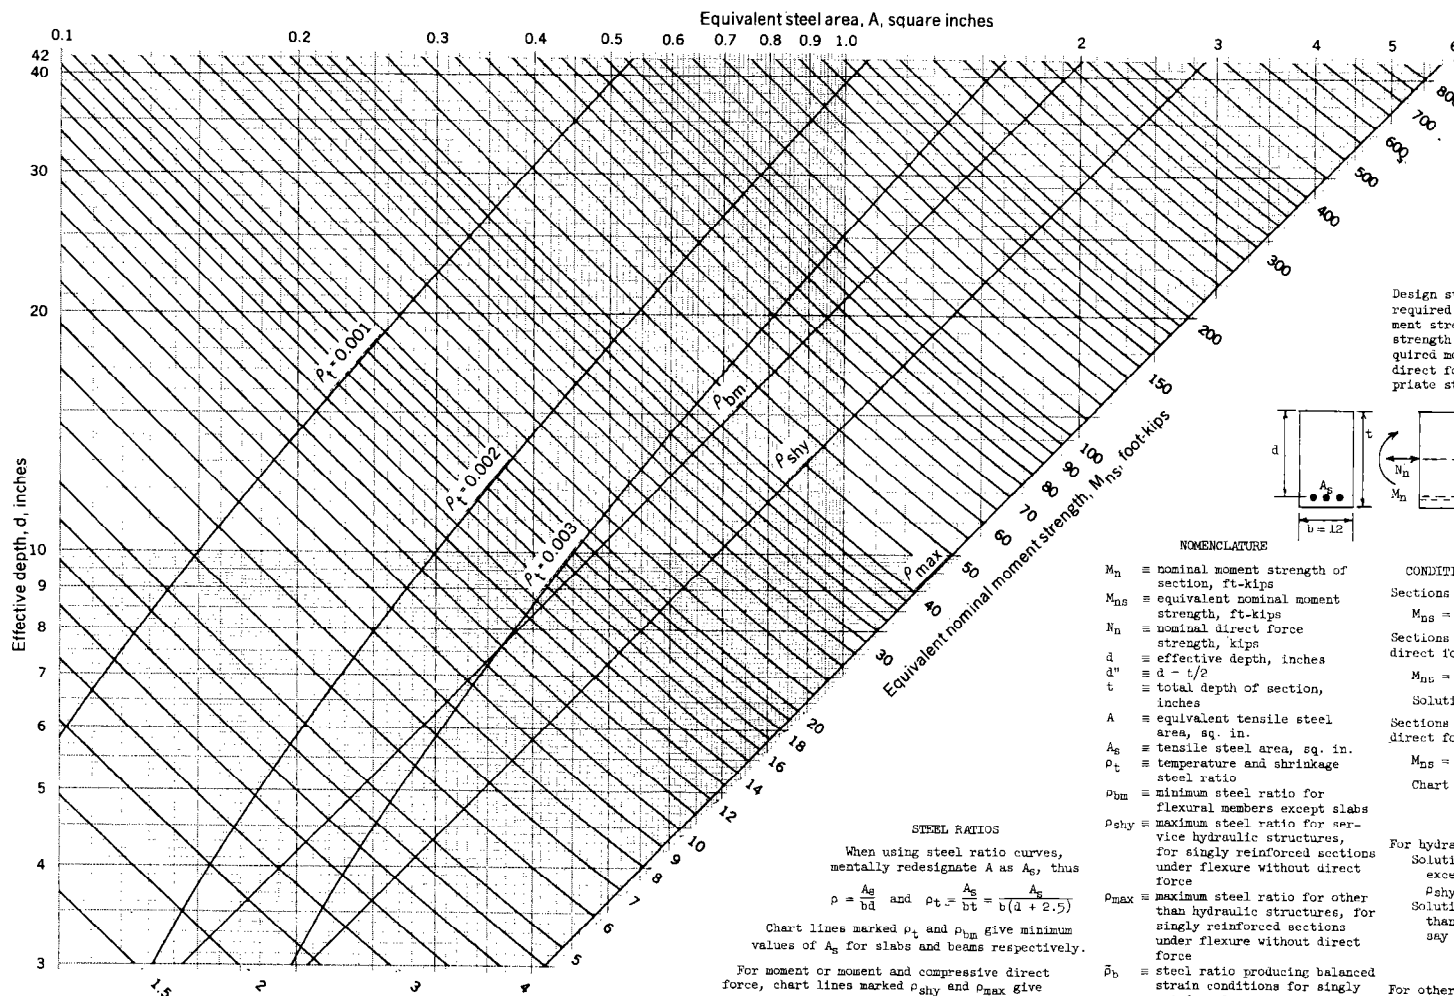 Equivalent steel area, A, square inches
0.1 0.2 0.3 0.4 0.5 0.6 0.7 0.8 0.9 1.0 2 3 4 5 6
42
40
30
20
10
9
8
7
6
5
4
3
Effective depth, d, inches
ρt = 0.001
ρt = 0.002
ρt = 0.003
ρbm
ρshy
ρmax
Equivalent nominal moment strength, Mns, foot-kips
800
700
600
500
400
300
200
150
100
90
80
70
60
50
40
30
20
18
16
14
12
10
9
8
7
6
5
4
3
2
1.5
Design st
required
ment stre
strength
quired mo
direct fo
priate st
d
t
As
b = 12
Nn
Mn
NOMENCLATURE
Mn ≡ nominal moment strength of
section, ft-kips
Mns ≡ equivalent nominal moment
strength, ft-kips
Nn ≡ nominal direct force
strength, kips
d ≡ effective depth, inches
d" ≡ d - t/2
t ≡ total depth of section,
inches
A ≡ equivalent tensile steel
area, sq. in.
As ≡ tensile steel area, sq. in.
ρt ≡ temperature and shrinkage
steel ratio
ρbm ≡ minimum steel ratio for
flexural members except slabs
ρshy ≡ maximum steel ratio for ser-
vice hydraulic structures,
for singly reinforced sections
under flexure without direct
force
ρmax ≡ maximum steel ratio for other
than hydraulic structures, for
singly reinforced sections
under flexure without direct
force
ρ̄b ≡ steel ratio producing balanced
strain conditions for singly
CONDITI
Sections
Mns =
Sections
direct fo
Mns =
Soluti
Sections
direct fo
Mns =
Chart
For hydra
Soluti
exce
ρshy
Soluti
than
say
For other
STEEL RATIOS
When using steel ratio curves,
mentally redesignate A as As, thus
ρ = As/bd and ρt = As/bt = As/b(d + 2.5)
Chart lines marked ρt and ρbm give minimum
values of As for slabs and beams respectively.
For moment or moment and compressive direct
force, chart lines marked ρshy and ρmax give